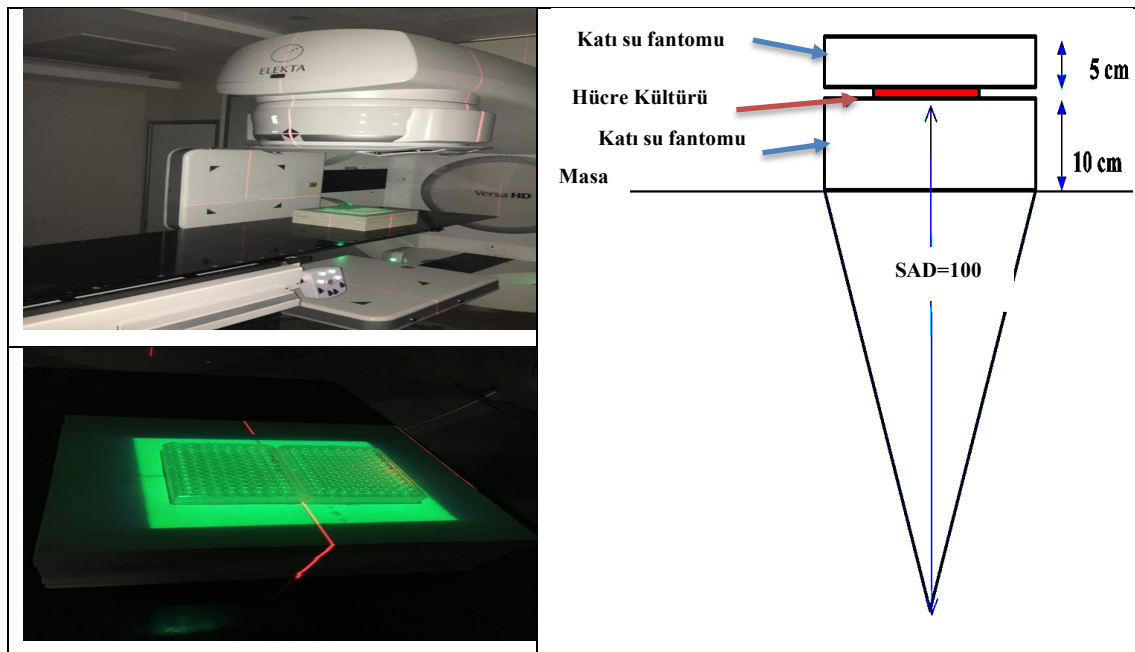 ELEKTA
Versa HD
Katı su fantomu
5 cm
Hücre Kültürü
Katı su fantomu
10 cm
Masa
SAD=100